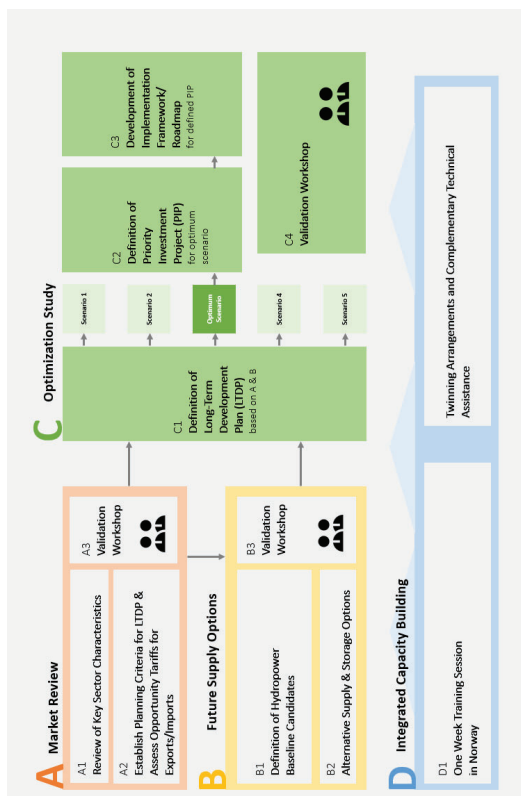 A Market Review
A1
Review of Key Sector Characteristics
A2
Establish Planning Criteria for LTDP &
Assess Opportunity Tariffs for
Exports/Imports
A3
Validation
Workshop
B Future Supply Options
B1
Definition of Hydropower
Baseline Candidates
B2
Alternative Supply & Storage Options
B3
Validation
Workshop
C Optimization Study
C1
Definition of
Long-Term
Development
Plan (LTDP)
based on A & B
Scenario 1
Scenario 2
Optimum
Scenario
Scenario 4
Scenario 5
C2
Definition of
Priority
Investment
Project (PIP)
for optimum
scenario
C3
Development of
Implementation
Framework/
Roadmap
for defined PIP
C4
Validation Workshop
D Integrated Capacity Building
D1
One Week Training Session
in Norway
Twinning Arrangements and Complementary Technical
Assistance